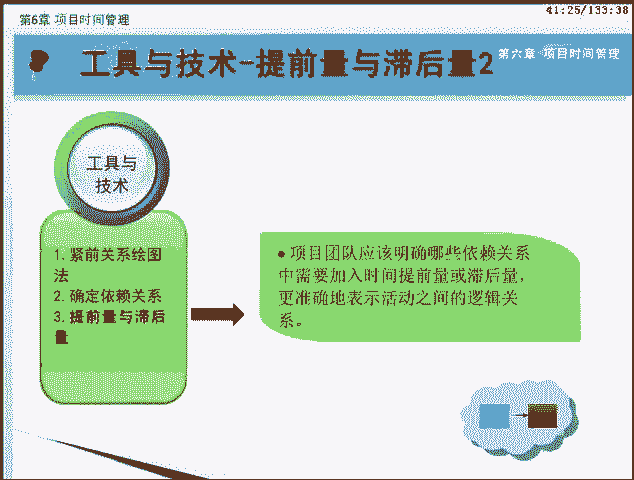 41:25/133:38
第6章 项目时间管理
工具与技术-提前量与滞后量2
第六章 项目时间管理
工具与
技术
1. 紧前关系绘图
法
2. 确定依赖关系
3. 提前量与滞后
量
● 项目团队应该明确哪些依赖关系
中需要加入时间提前量或滞后量，
更准确地表示活动之间的逻辑关
系。